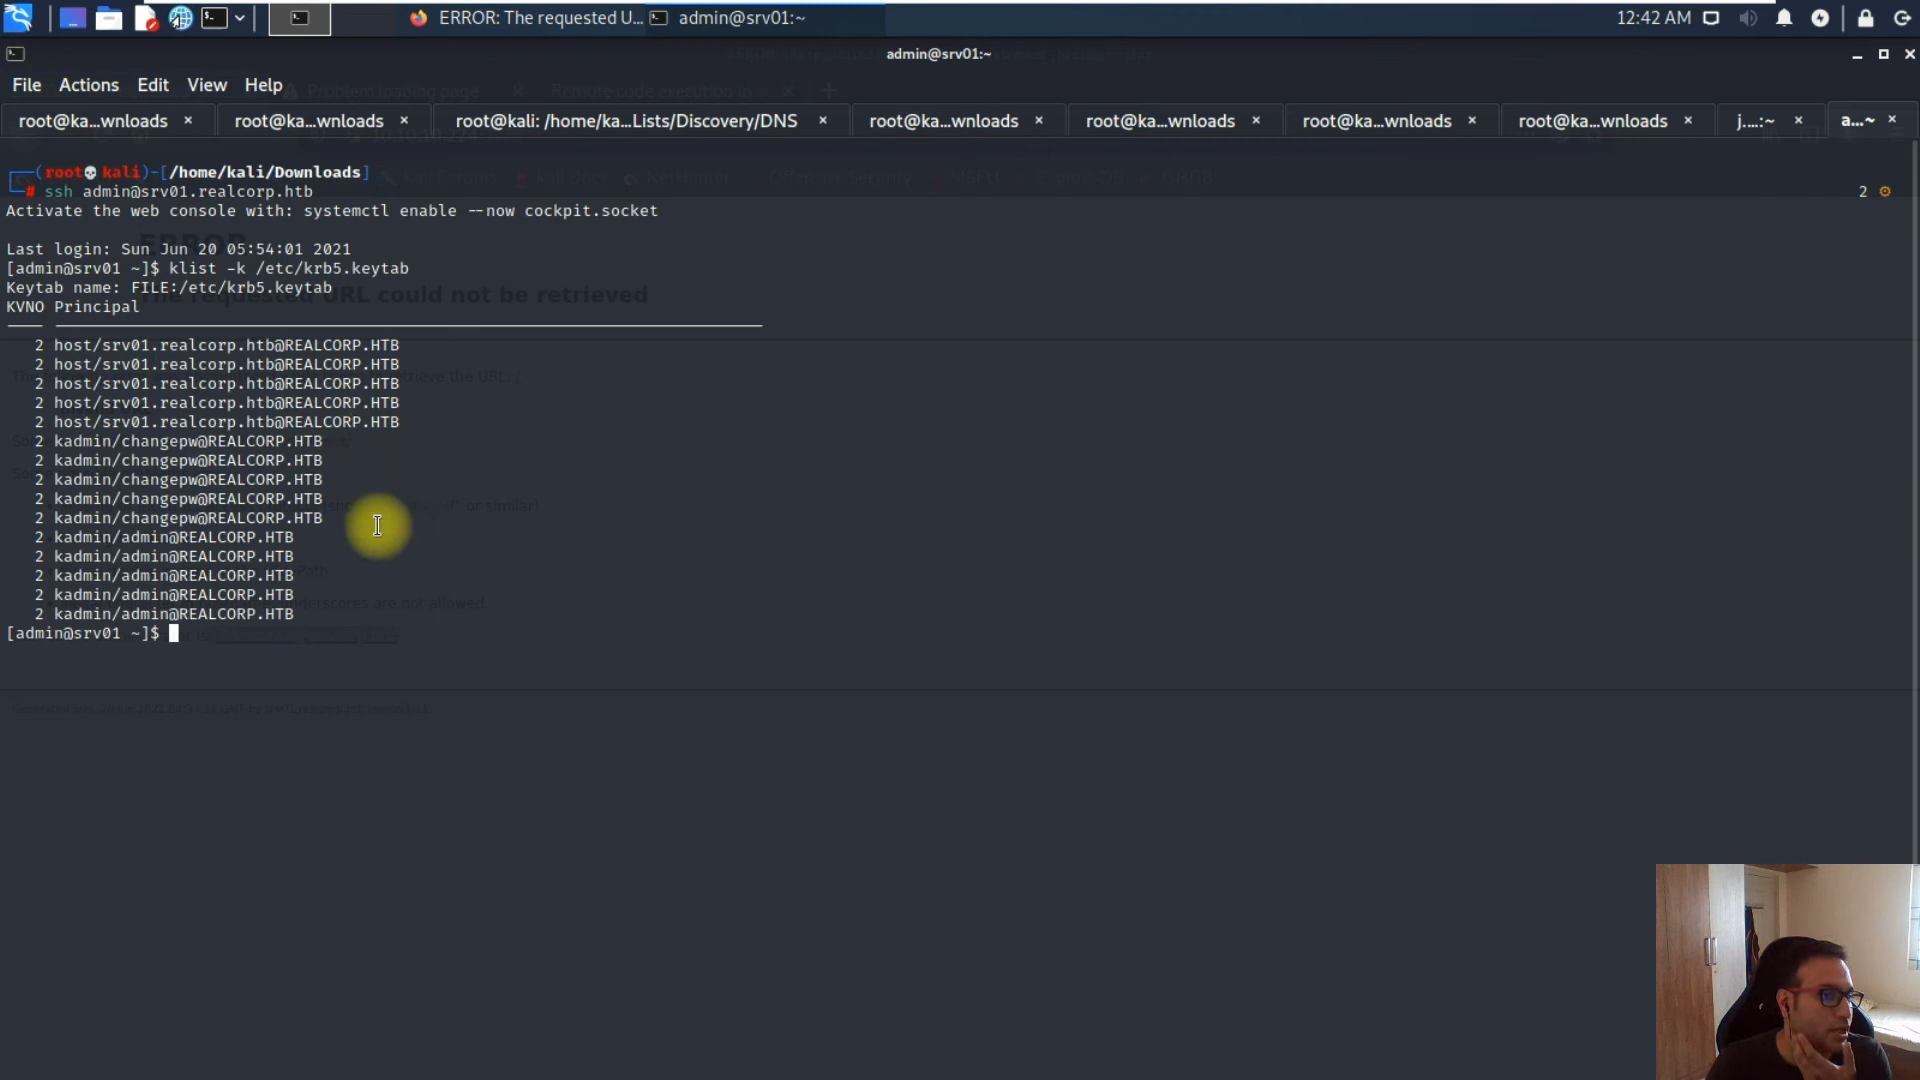 ERROR: The requested U...
admin@srv01:~
12:42 AM
admin@srv01:~
File Actions Edit View Help
root@ka...wnloads × root@ka...wnloads × root@kali: /home/ka...Lists/Discovery/DNS × root@ka...wnloads × root@ka...wnloads × root@ka...wnloads × root@ka...wnloads × j....:~ × a...~ ×
(root💀kali)-[/home/kali/Downloads]
# ssh admin@srv01.realcorp.htb
2
Activate the web console with: systemctl enable --now cockpit.socket
Last login: Sun Jun 20 05:54:01 2021
[admin@srv01 ~]$ klist -k /etc/krb5.keytab
Keytab name: FILE:/etc/krb5.keytab
KVNO Principal
---- --------------------------------------------------------------------------
2 host/srv01.realcorp.htb@REALCORP.HTB
2 host/srv01.realcorp.htb@REALCORP.HTB
2 host/srv01.realcorp.htb@REALCORP.HTB
2 host/srv01.realcorp.htb@REALCORP.HTB
2 host/srv01.realcorp.htb@REALCORP.HTB
2 kadmin/changepw@REALCORP.HTB
2 kadmin/changepw@REALCORP.HTB
2 kadmin/changepw@REALCORP.HTB
2 kadmin/changepw@REALCORP.HTB
2 kadmin/changepw@REALCORP.HTB
2 kadmin/admin@REALCORP.HTB
2 kadmin/admin@REALCORP.HTB
2 kadmin/admin@REALCORP.HTB
2 kadmin/admin@REALCORP.HTB
2 kadmin/admin@REALCORP.HTB
[admin@srv01 ~]$